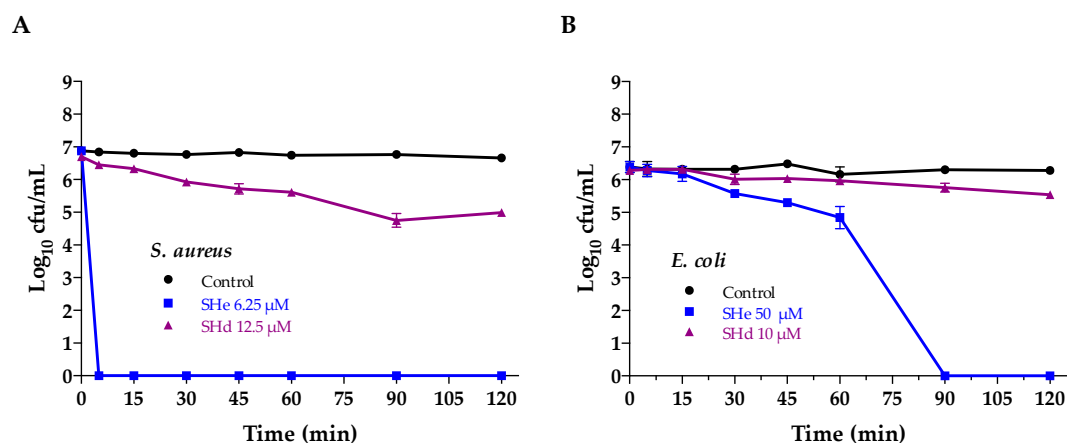 A
9
8
7
6
5
4
3
2
1
0
Log10 cfu/mL
S. aureus
Control
SHe 6.25 µM
SHd 12.5 µM
0 15 30 45 60 75 90 105 120
Time (min)
B
9
8
7
6
5
4
3
2
1
0
Log10 cfu/mL
E. coli
Control
SHe 50 µM
SHd 10 µM
0 15 30 45 60 75 90 105 120
Time (min)